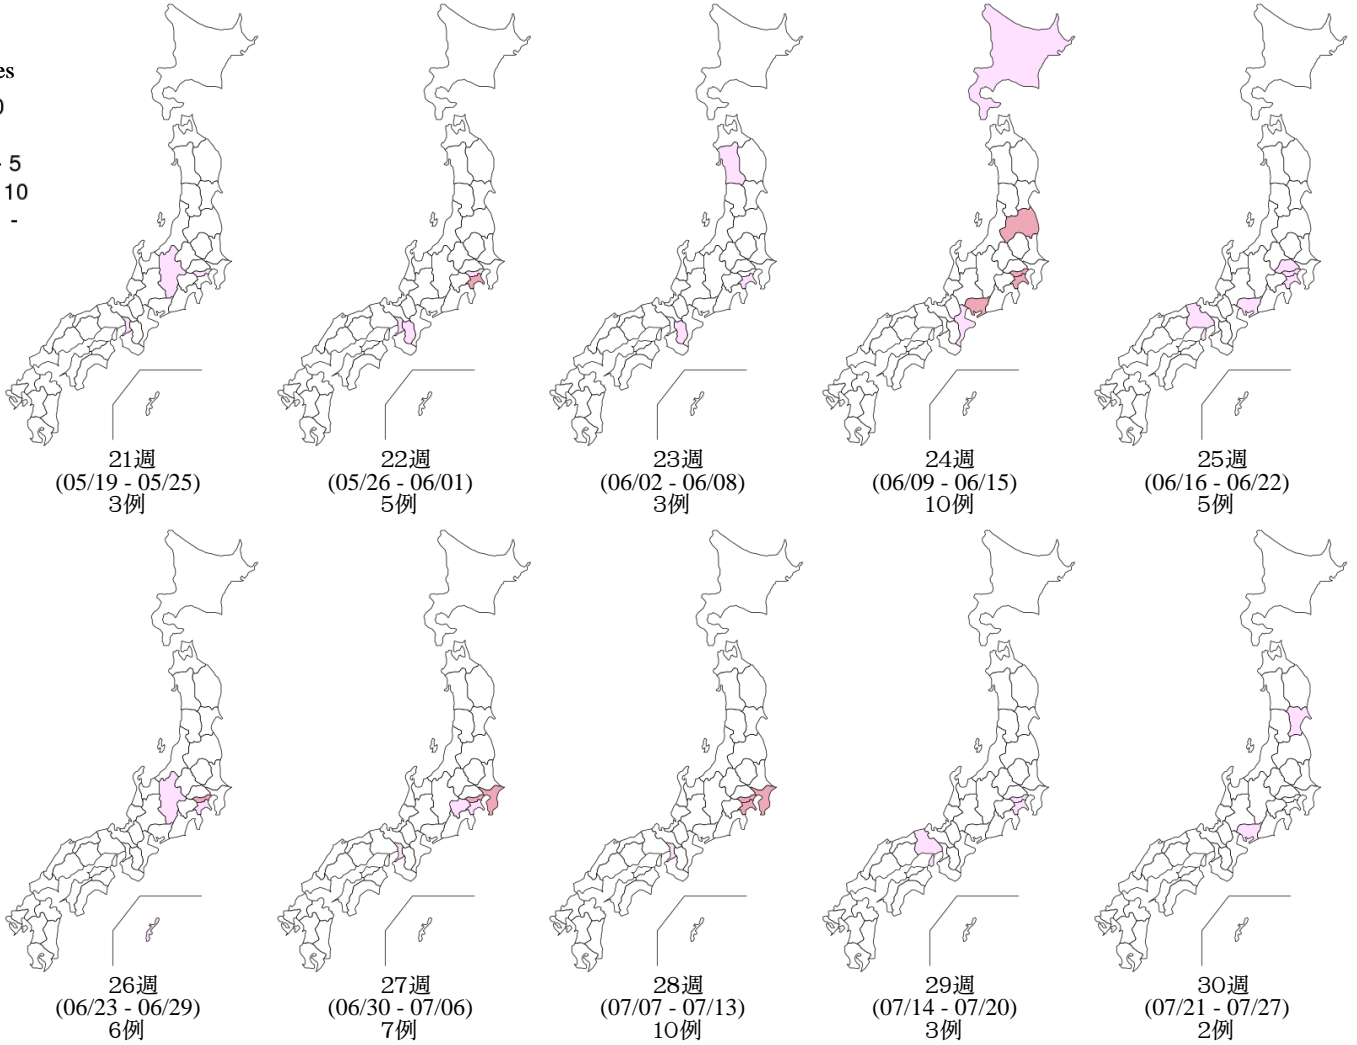 es
0
- 5
10
-
21週
(05/19 - 05/25)
3例
22週
(05/26 - 06/01)
5例
23週
(06/02 - 06/08)
3例
24週
(06/09 - 06/15)
10例
25週
(06/16 - 06/22)
5例
26週
(06/23 - 06/29)
6例
27週
(06/30 - 07/06)
7例
28週
(07/07 - 07/13)
10例
29週
(07/14 - 07/20)
3例
30週
(07/21 - 07/27)
2例